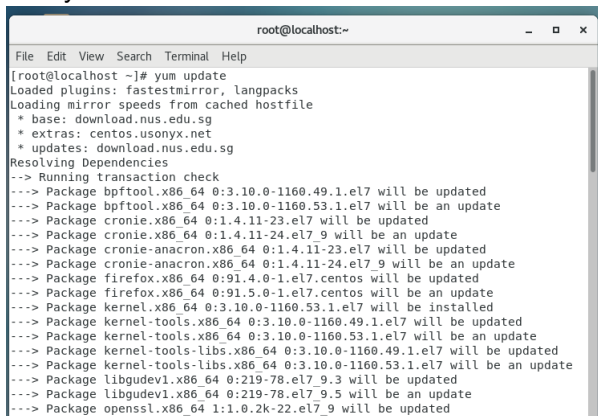 root@localhost:~
File Edit View Search Terminal Help
[root@localhost ~]# yum update
Loaded plugins: fastestmirror, langpacks
Loading mirror speeds from cached hostfile
 * base: download.nus.edu.sg
 * extras: centos.usonyx.net
 * updates: download.nus.edu.sg
Resolving Dependencies
--> Running transaction check
---> Package bpftool.x86_64 0:3.10.0-1160.49.1.el7 will be updated
---> Package bpftool.x86_64 0:3.10.0-1160.53.1.el7 will be an update
---> Package cronie.x86_64 0:1.4.11-23.el7 will be updated
---> Package cronie.x86_64 0:1.4.11-24.el7_9 will be an update
---> Package cronie-anacron.x86_64 0:1.4.11-23.el7 will be updated
---> Package cronie-anacron.x86_64 0:1.4.11-24.el7_9 will be an update
---> Package firefox.x86_64 0:91.4.0-1.el7.centos will be updated
---> Package firefox.x86_64 0:91.5.0-1.el7.centos will be an update
---> Package kernel.x86_64 0:3.10.0-1160.53.1.el7 will be installed
---> Package kernel-tools.x86_64 0:3.10.0-1160.49.1.el7 will be updated
---> Package kernel-tools.x86_64 0:3.10.0-1160.53.1.el7 will be an update
---> Package kernel-tools-libs.x86_64 0:3.10.0-1160.49.1.el7 will be updated
---> Package kernel-tools-libs.x86_64 0:3.10.0-1160.53.1.el7 will be an update
---> Package libgudev1.x86_64 0:219-78.el7_9.3 will be updated
---> Package libgudev1.x86_64 0:219-78.el7_9.5 will be an update
---> Package openssl.x86_64 1:1.0.2k-22.el7_9 will be updated